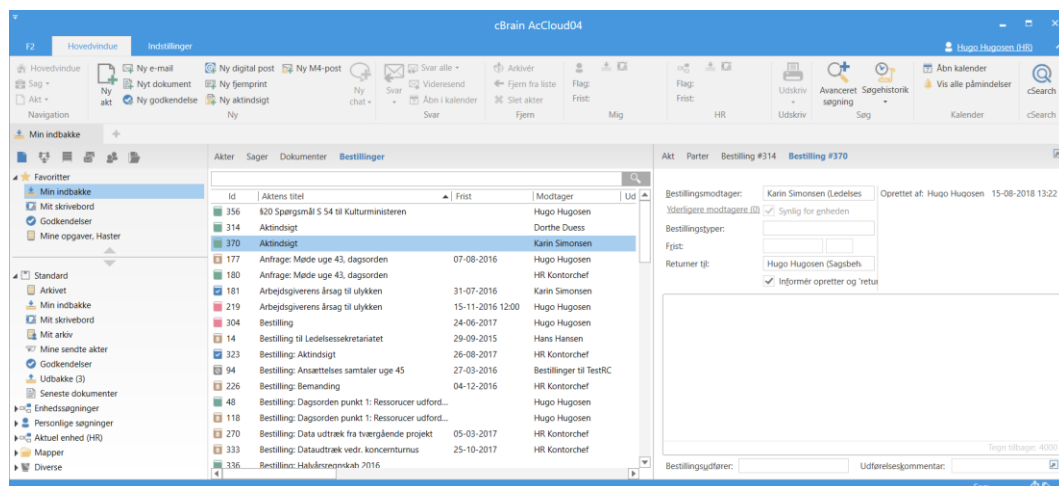 cBrain AcCloud04
F2 Hovedvindue Indstillinger Hugo Hugosen (HR)
Hovedvindue
Sag
Akt
Navigation
Ny akt
Ny e-mail
Nyt dokument
Ny godkendelse
Ny digital post
Ny fjernprint
Ny aktindsigt
Ny M4-post
Ny chat
Ny
Svar
Svar alle
Videresend
Åbn i kalender
Svar
Arkivér
Fjern fra liste
Slet akter
Fjern
Flag:
Frist:
Mig
Flag:
Frist:
HR
Udskriv
Udskriv
Avanceret søgning
Søgehistorik
Søg
Åbn kalender
Vis alle påmindelser
Kalender
cSearch
cSearch
Min indbakke
Favoritter
Min indbakke
Mit skrivebord
Godkendelser
Mine opgaver, Haster
Standard
Arkivet
Min indbakke
Mit skrivebord
Mit arkiv
Mine sendte akter
Godkendelser
Udbakke (3)
Seneste dokumenter
Enhedssøgninger
Personlige søgninger
Aktuel enhed (HR)
Mapper
Diverse
Akter Sager Dokumenter Bestillinger
Id Aktens titel Frist Modtager Ud
356 §20 Spørgsmål S 54 til Kulturministeren Hugo Hugosen
314 Aktindsigt Dorthe Duess
370 Aktindsigt Karin Simonsen
177 Anfrage: Møde uge 43, dagsorden 07-08-2016 Hugo Hugosen
180 Anfrage: Møde uge 43, dagsorden HR Kontorchef
181 Arbejdsgiverens årsag til ulykken 31-07-2016 Karin Simonsen
219 Arbejdsgiverens årsag til ulykken 15-11-2016 12:00 Hugo Hugosen
304 Bestilling 24-06-2017 Hugo Hugosen
14 Bestilling til Ledelsessekretariatet 29-09-2015 Hans Hansen
323 Bestilling: Aktindsigt 26-08-2017 HR Kontorchef
94 Bestilling: Ansættelses samtaler uge 45 27-03-2016 Bestillinger til TestRC
226 Bestilling: Bemanding 04-12-2016 HR Kontorchef
48 Bestilling: Dagsorden punkt 1: Ressorucer udford... Hugo Hugosen
118 Bestilling: Dagsorden punkt 1: Ressorucer udford... Hugo Hugosen
270 Bestilling: Data udtræk fra tværgående projekt 05-03-2017 HR Kontorchef
333 Bestilling: Dataudtræk vedr. koncernturnus 25-10-2017 HR Kontorchef
336 Bestilling: Halvårsregnskab 2016
Akt Parter Bestilling #314 Bestilling #370
Bestillingsmodtager: Karin Simonsen (Ledelses Oprettet af: Hugo Hugosen 15-08-2018 13:22
Yderligere modtagere (0) Synlig for enheden
Bestillingstyper:
Frist:
Returner til: Hugo Hugosen (Sagsbeh
Informér opretter og 'retur
Tegn tilbage: 4000
Bestillingsudfører: Udførelseskommentar: